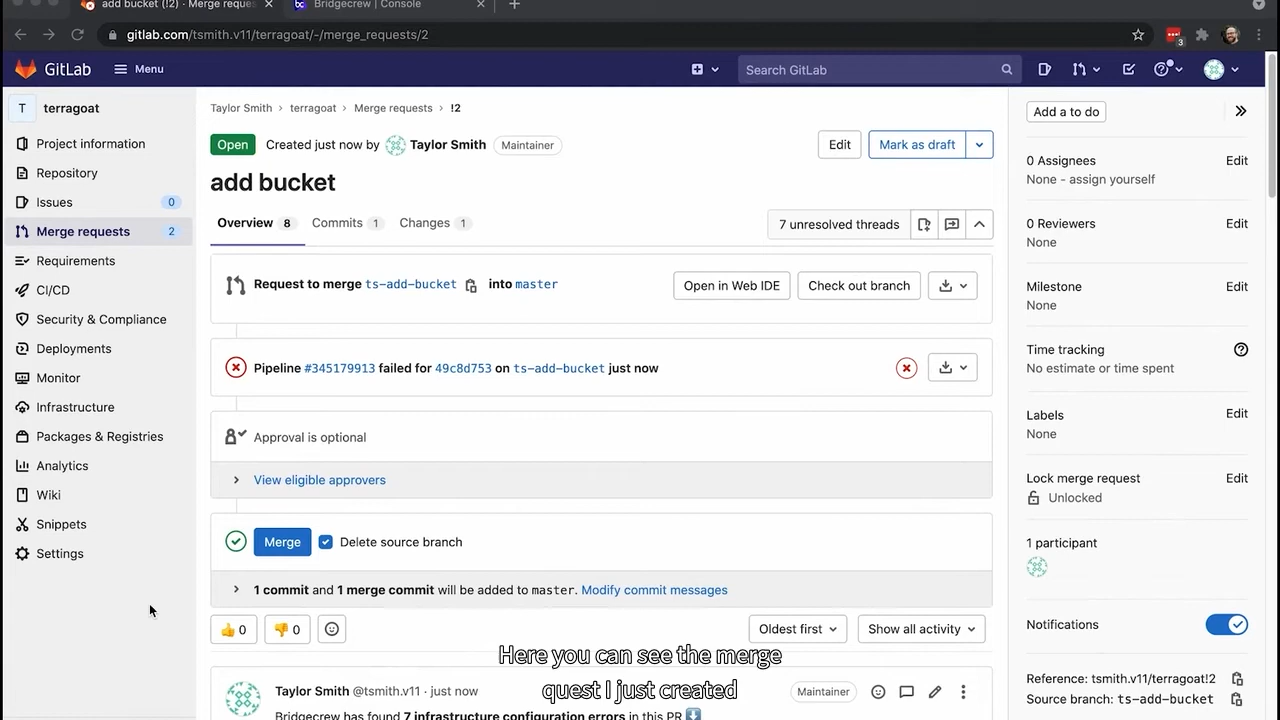 add bucket (!2) · Merge reques
Bridgecrew | Console
gitlab.com/tsmith.v11/terragoat/-/merge_requests/2
3
GitLab
Menu
Search GitLab
T
terragoat
Project information
Repository
Issues
0
Merge requests
2
Requirements
CI/CD
Security & Compliance
Deployments
Monitor
Infrastructure
Packages & Registries
Analytics
Wiki
Snippets
Settings
Taylor Smith > terragoat > Merge requests > !2
Open
Created just now by Taylor Smith
Maintainer
Edit
Mark as draft
add bucket
Overview 8
Commits 1
Changes 1
7 unresolved threads
Request to merge ts-add-bucket into master
Open in Web IDE
Check out branch
Pipeline #345179913 failed for 49c8d753 on ts-add-bucket just now
Approval is optional
View eligible approvers
Merge
Delete source branch
1 commit and 1 merge commit will be added to master. Modify commit messages
👍 0
👎 0
Oldest first
Show all activity
Taylor Smith @tsmith.v11 · just now
Maintainer
Bridgecrew has found 7 infrastructure configuration errors in this PR ⬇️
Add a to do
0 Assignees
Edit
None - assign yourself
0 Reviewers
Edit
None
Milestone
Edit
None
Time tracking
No estimate or time spent
Labels
Edit
None
Lock merge request
Edit
Unlocked
1 participant
Notifications
Reference: tsmith.v11/terragoat!2
Source branch: ts-add-bucket
Here you can see the merge
quest I just created